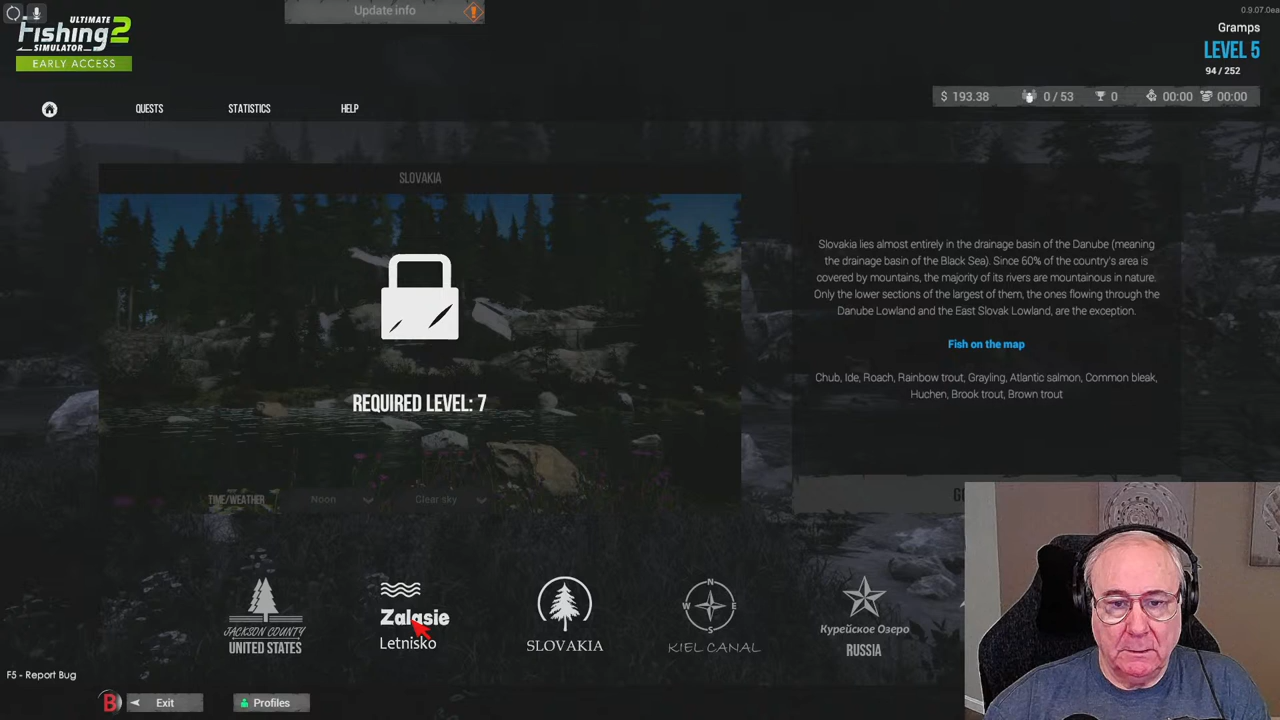 Update info
0.9.07.0ea
ULTIMATE
Fishing 2
SIMULATOR
EARLY ACCESS
Gramps
LEVEL 5
94 / 252
QUESTS
STATISTICS
HELP
$ 193.38
0 / 53
0
00:00
00:00
SLOVAKIA
REQUIRED LEVEL: 7
TIME/WEATHER
Noon
Clear sky
Slovakia lies almost entirely in the drainage basin of the Danube (meaning
the drainage basin of the Black Sea). Since 60% of the country's area is
covered by mountains, the majority of its rivers are mountainous in nature.
Only the lower sections of the largest of them, the ones flowing through the
Danube Lowland and the East Slovak Lowland, are the exception.
Fish on the map
Chub, Ide, Roach, Rainbow trout, Grayling, Atlantic salmon, Common bleak,
Huchen, Brook trout, Brown trout
JACKSON COUNTY
UNITED STATES
Zalasie
Letnisko
SLOVAKIA
N
W E
S
KIEL CANAL
Курейское Озеро
RUSSIA
F5 - Report Bug
B
Exit
Profiles